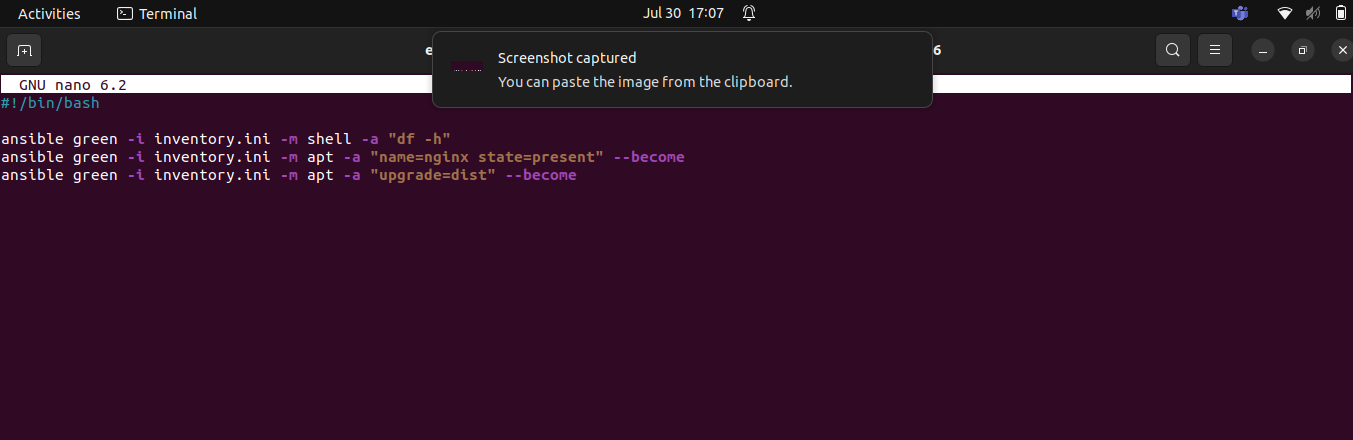 Activities Terminal Jul 30 17:07
e 6
Screenshot captured
You can paste the image from the clipboard.
GNU nano 6.2
#!/bin/bash
ansible green -i inventory.ini -m shell -a "df -h"
ansible green -i inventory.ini -m apt -a "name=nginx state=present" --become
ansible green -i inventory.ini -m apt -a "upgrade=dist" --become